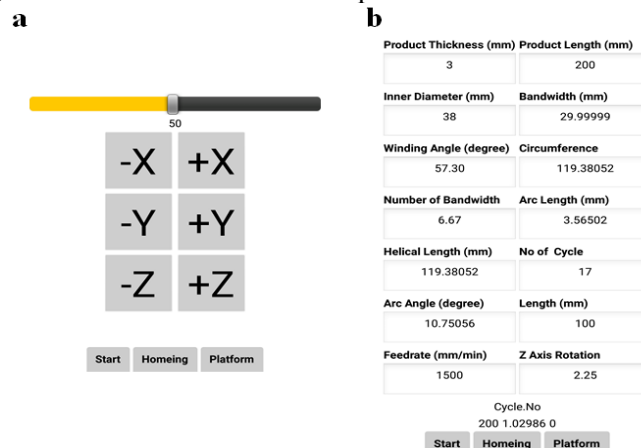 a
50
-X +X
-Y +Y
-Z +Z
Start Homeing Platform
b
Product Thickness (mm) Product Length (mm)
3 200
Inner Diameter (mm) Bandwidth (mm)
38 29.99999
Winding Angle (degree) Circumference
57.30 119.38052
Number of Bandwidth Arc Length (mm)
6.67 3.56502
Helical Length (mm) No of Cycle
119.38052 17
Arc Angle (degree) Length (mm)
10.75056 100
Feedrate (mm/min) Z Axis Rotation
1500 2.25
Cycle.No
200 1.02986 0
Start Homeing Platform